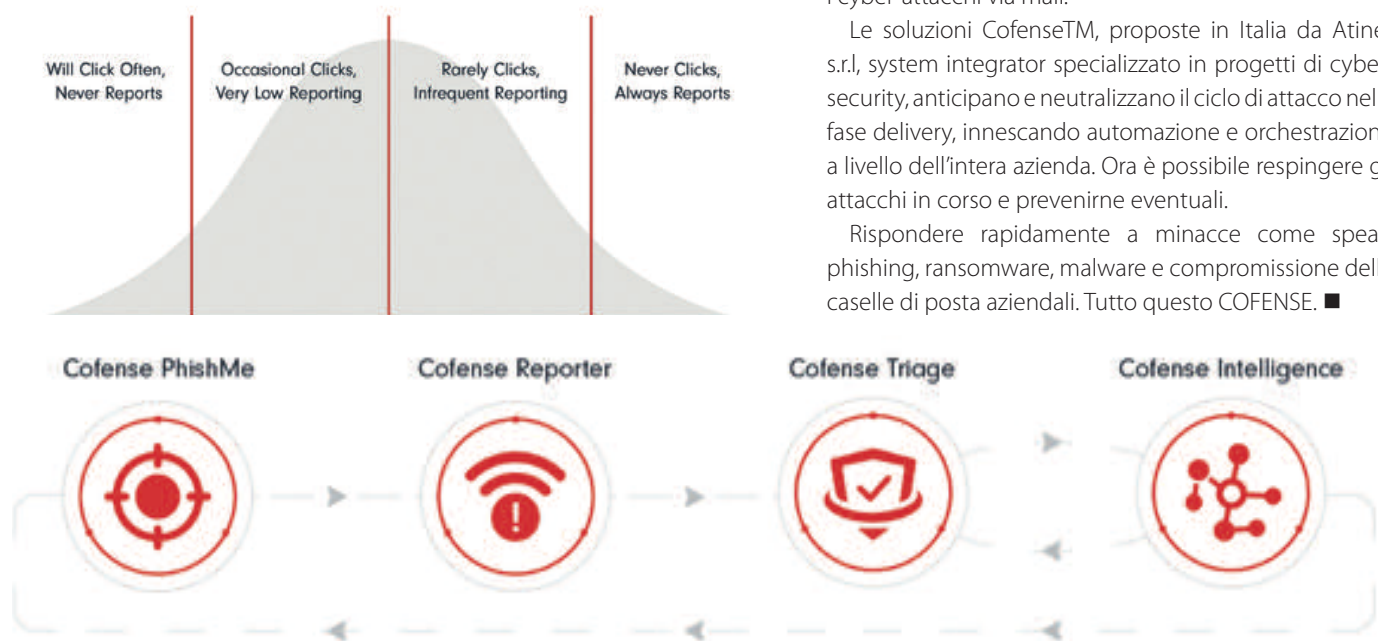 Will Click Often,
Never Reports
Occasional Clicks,
Very Low Reporting
Rarely Clicks,
Infrequent Reporting
Never Clicks,
Always Reports
i cyber attacchi via mail.
Le soluzioni CofenseTM, proposte in Italia da
s.r.l, system integrator specializzato in progetti di
security, anticipano e neutralizzano il ciclo di attacco
fase delivery, innescando automazione e
a livello dell'intera azienda. Ora è possibile respingere
attacchi in corso e prevenirne eventuali.
Rispondere rapidamente a minacce come
phishing, ransomware, malware e compromissione
caselle di posta aziendali. Tutto questo COFENSE. ■
Cofense PhishMe
Cofense Reporter
Cofense Triage
Cofense Intelligence